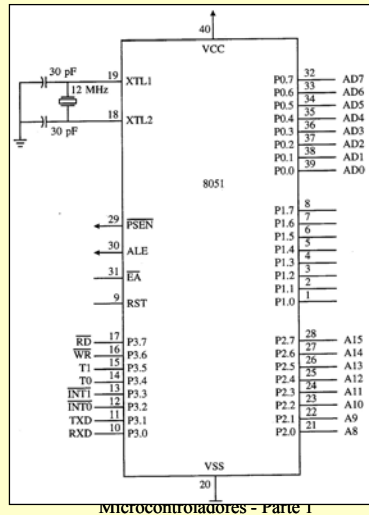 40
VCC
30 pF
19 XTL1
12 MHz
18 XTL2
30 pF
P0.7 32 AD7
P0.6 33 AD6
P0.5 34 AD5
P0.4 35 AD4
P0.3 36 AD3
P0.2 37 AD2
P0.1 38 AD1
P0.0 39 AD0
8051
29 PSEN
30 ALE
31 EA
9 RST
P1.7 8
P1.6 7
P1.5 6
P1.4 5
P1.3 4
P1.2 3
P1.1 2
P1.0 1
RD 17 P3.7
WR 16 P3.6
T1 15 P3.5
T0 14 P3.4
INT1 13 P3.3
INT0 12 P3.2
TXD 11 P3.1
RXD 10 P3.0
P2.7 28 A15
P2.6 27 A14
P2.5 26 A13
P2.4 25 A12
P2.3 24 A11
P2.2 23 A10
P2.1 22 A9
P2.0 21 A8
VSS
20
Microcontroladores - Parte 1